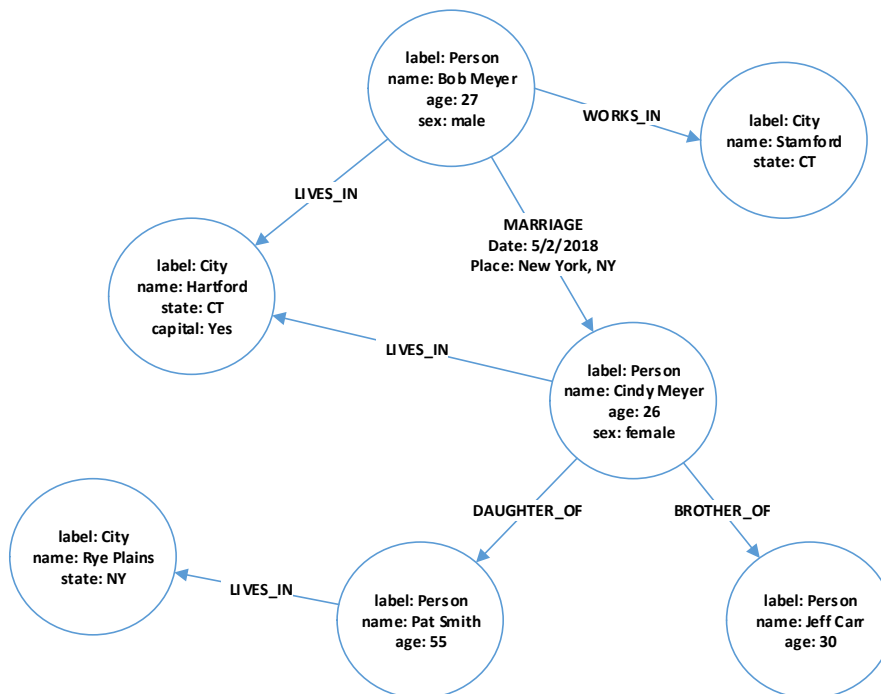 label: Person
name: Bob Meyer
age: 27
sex: male
WORKS_IN
label: City
name: Stamford
state: CT
LIVES_IN
MARRIAGE
Date: 5/2/2018
Place: New York, NY
label: City
name: Hartford
state: CT
capital: Yes
LIVES_IN
label: Person
name: Cindy Meyer
age: 26
sex: female
DAUGHTER_OF
BROTHER_OF
label: City
name: Rye Plains
state: NY
LIVES_IN
label: Person
name: Pat Smith
age: 55
label: Person
name: Jeff Carr
age: 30